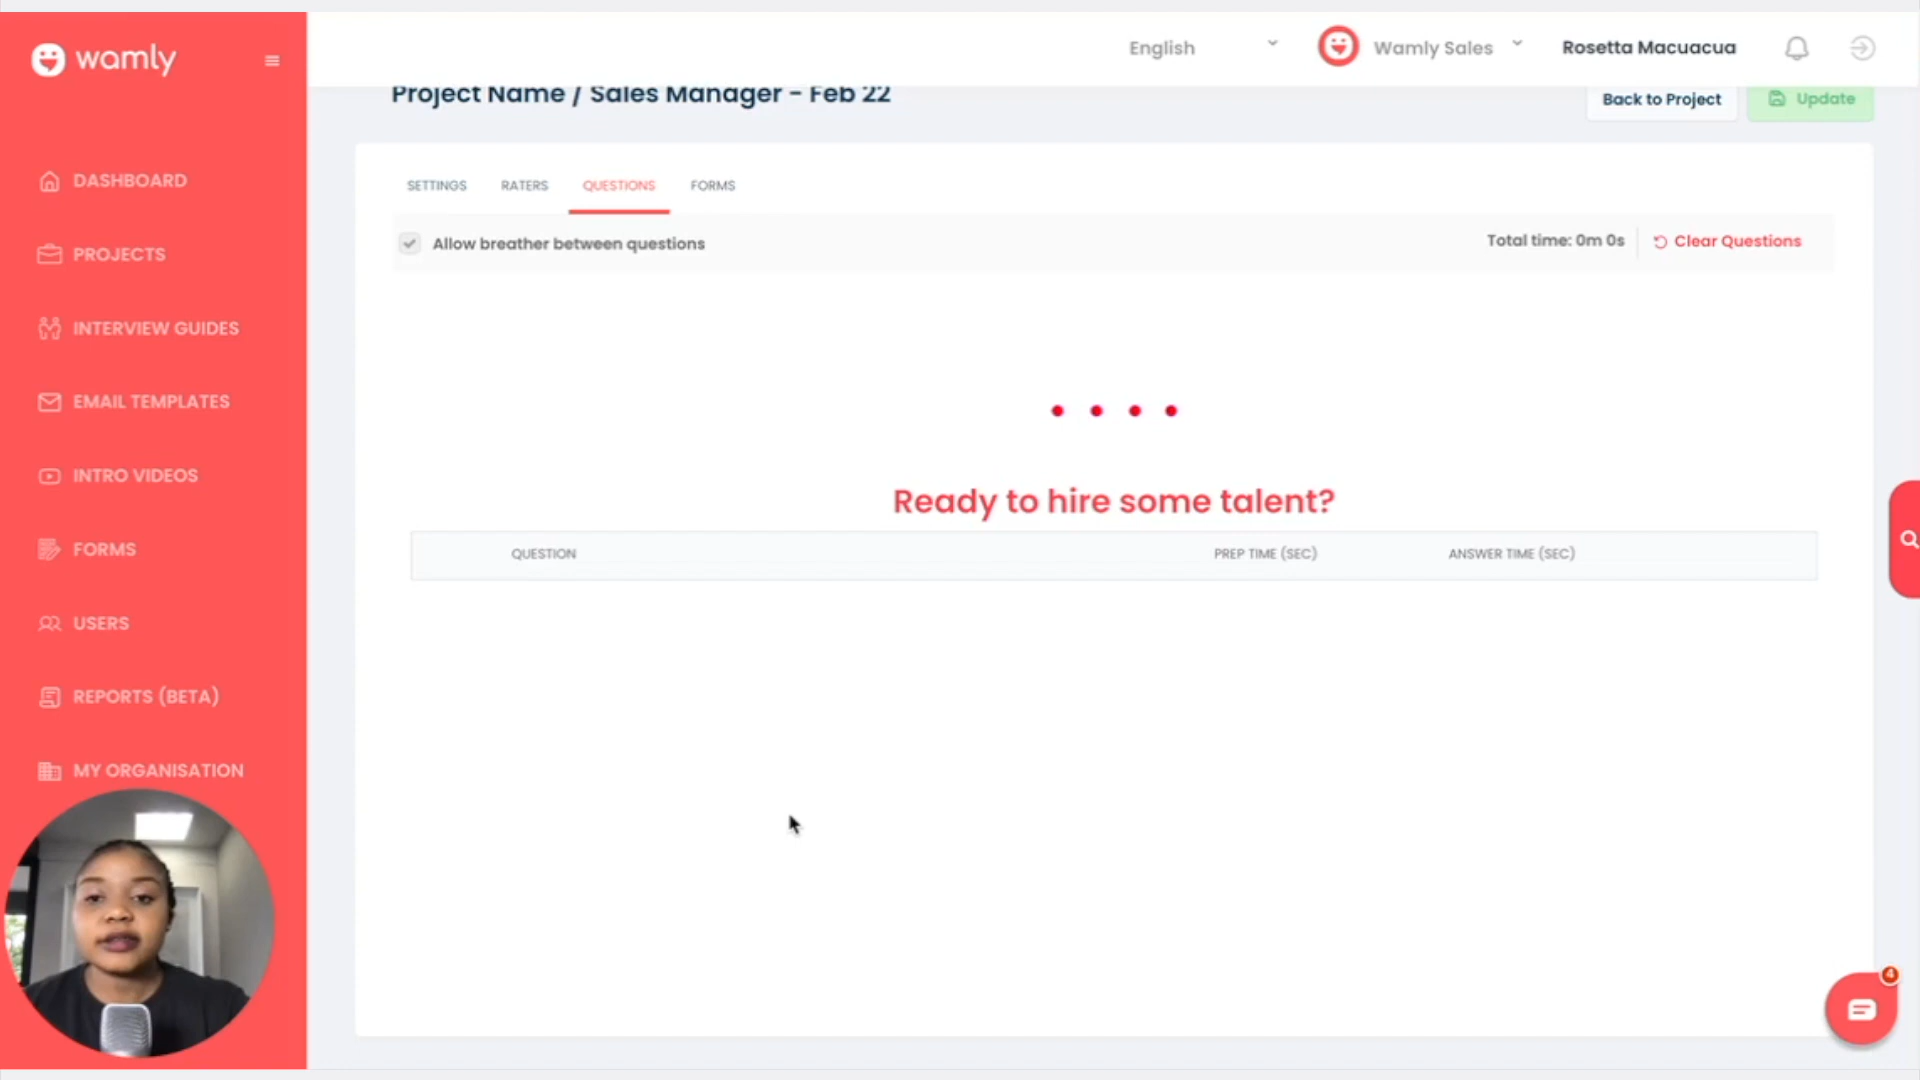 wamly
English
Wamly Sales
Rosetta Macuacua
Project Name / Sales Manager - Feb 22
Back to Project
Update
DASHBOARD
PROJECTS
INTERVIEW GUIDES
EMAIL TEMPLATES
INTRO VIDEOS
FORMS
USERS
REPORTS (BETA)
MY ORGANISATION
SETTINGS
RATERS
QUESTIONS
FORMS
Allow breather between questions
Total time: 0m 0s
Clear Questions
Ready to hire some talent?
QUESTION
PREP TIME (SEC)
ANSWER TIME (SEC)
4